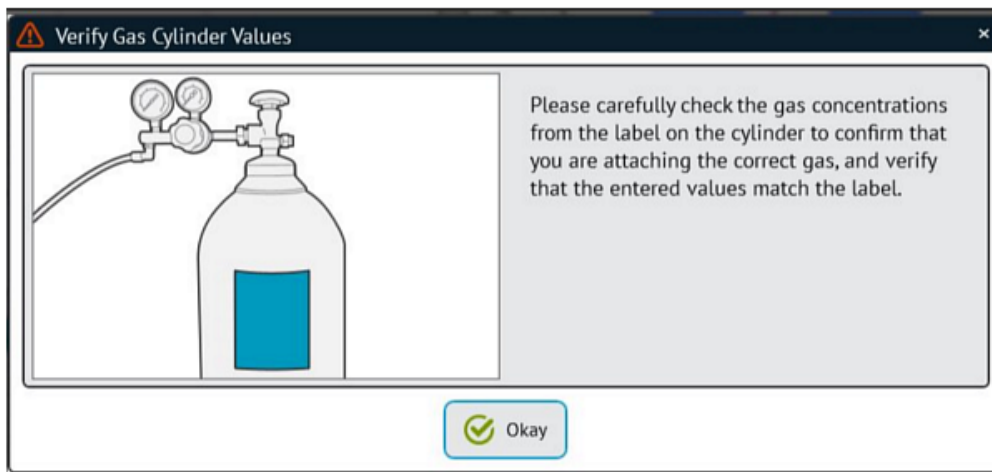 Verify Gas Cylinder Values
Please carefully check the gas concentrations
from the label on the cylinder to confirm that
you are attaching the correct gas, and verify
that the entered values match the label.
Okay